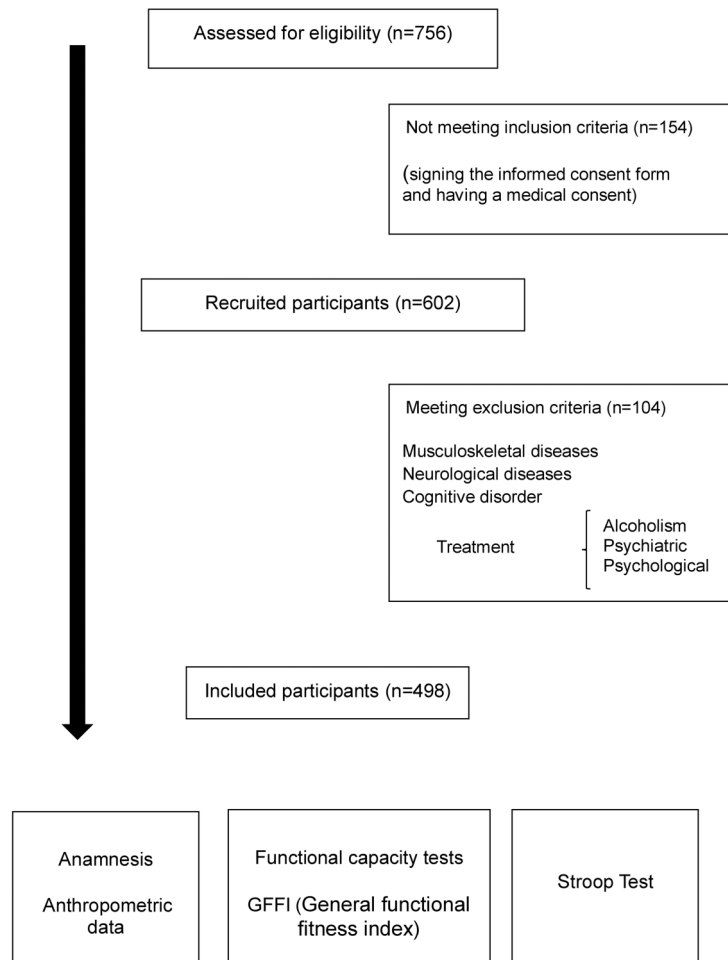 Assessed for eligibility (n=756)
Not meeting inclusion criteria (n=154)
(signing the informed consent form
and having a medical consent)
Recruited participants (n=602)
Meeting exclusion criteria (n=104)
Musculoskeletal diseases
Neurological diseases
Cognitive disorder
Treatment
Alcoholism
Psychiatric
Psychological
Included participants (n=498)
Anamnesis
Anthropometric
data
Functional capacity tests
GFFI (General functional
fitness index)
Stroop Test